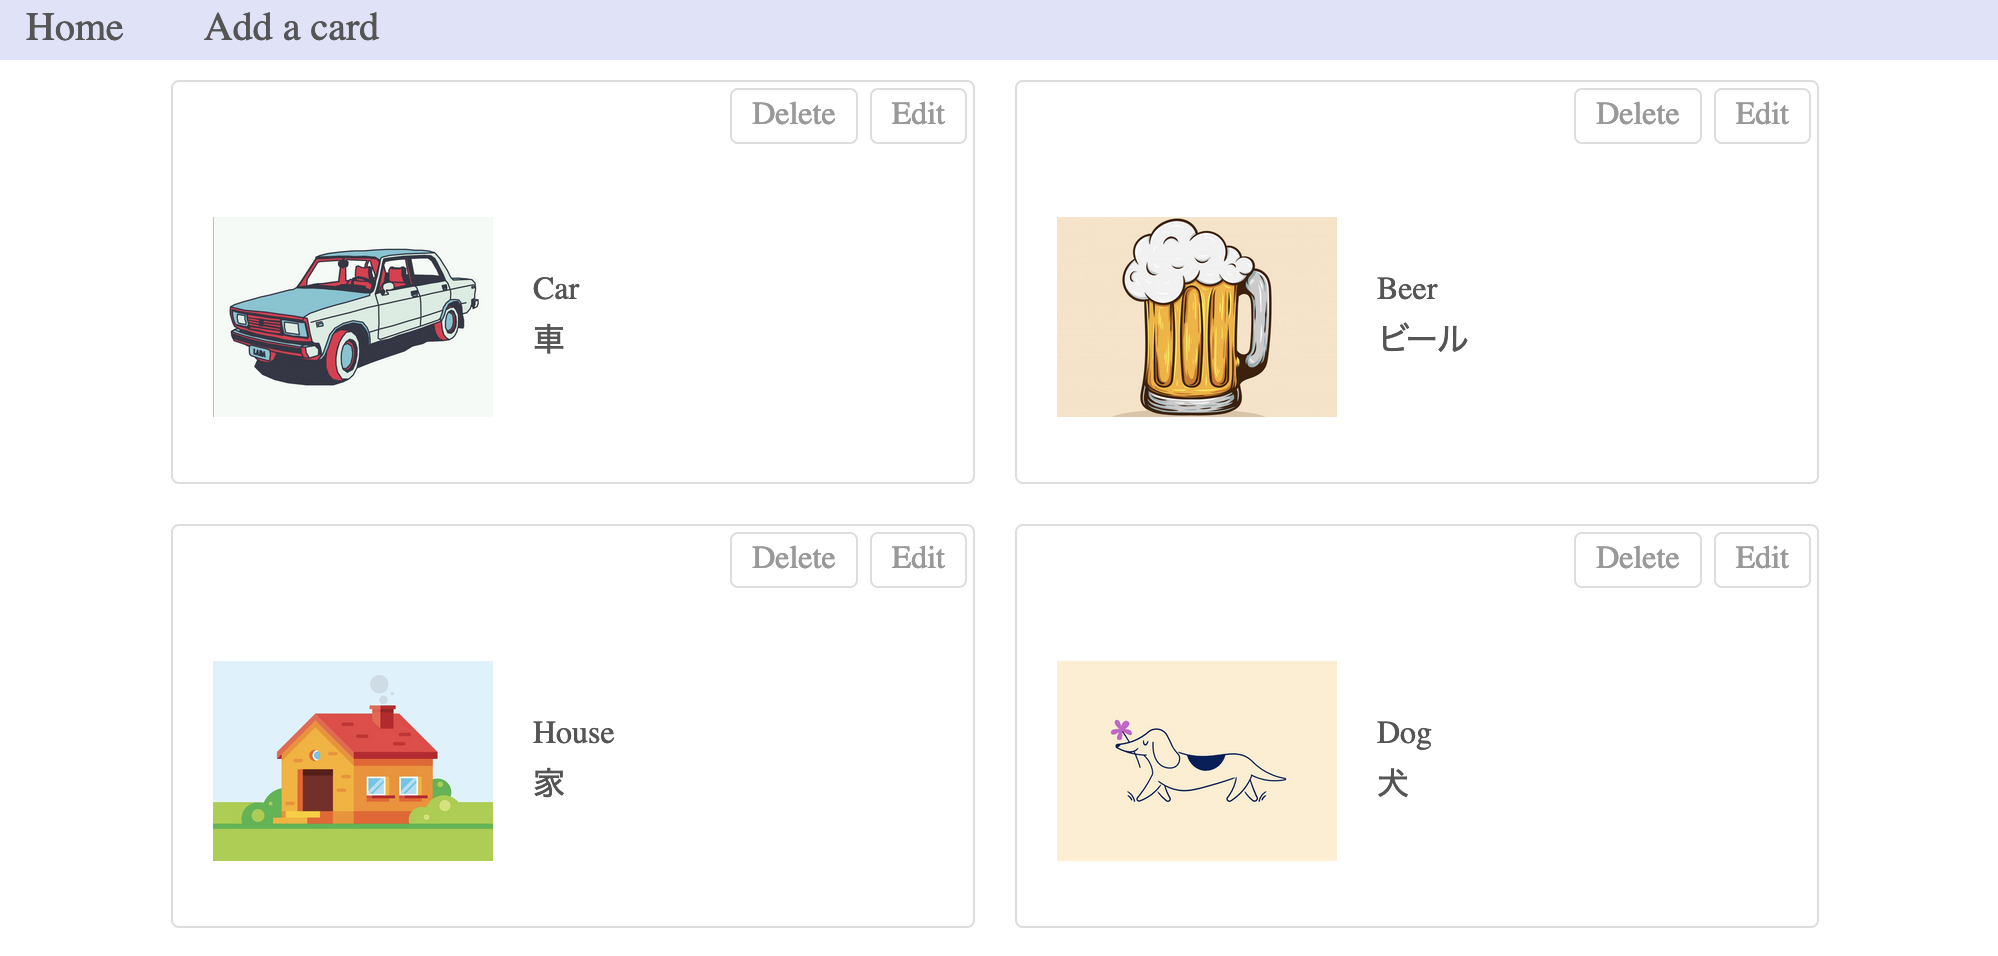 Home Add a card
Delete Edit
Car
車
LADA
Delete Edit
Beer
ビール
Delete Edit
House
家
Delete Edit
Dog
犬